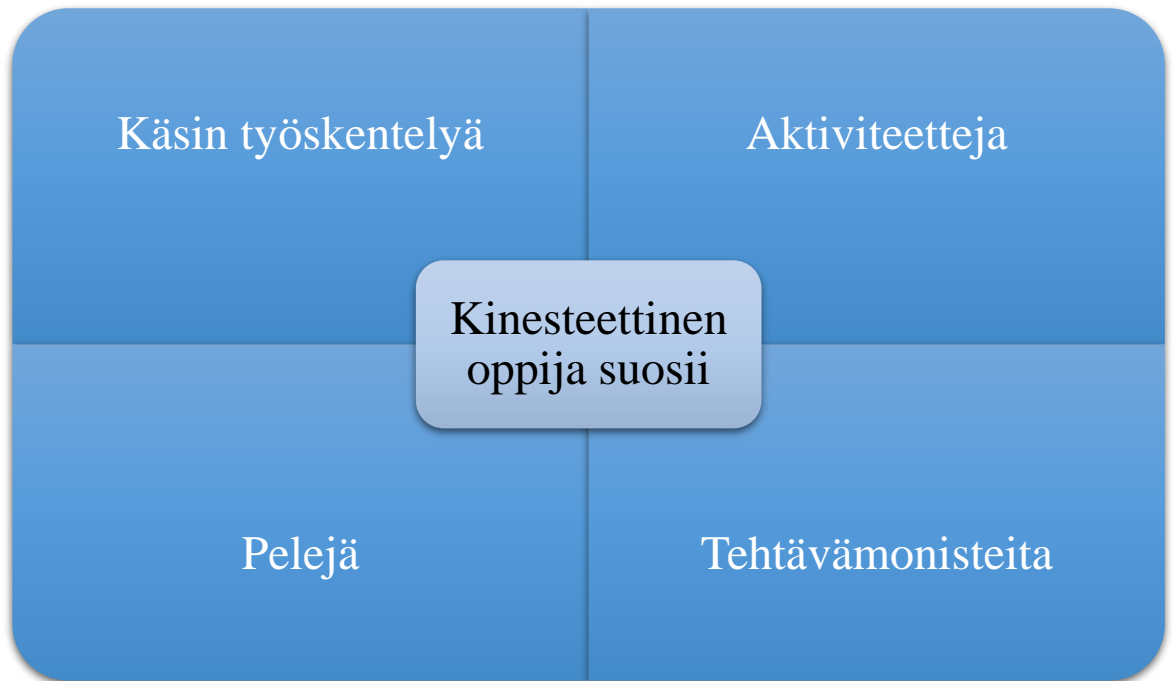 Käsin työskentelyä
Aktiviteetteja
Kinesteettinen
oppija suosii
Pelejä
Tehtävämonisteita